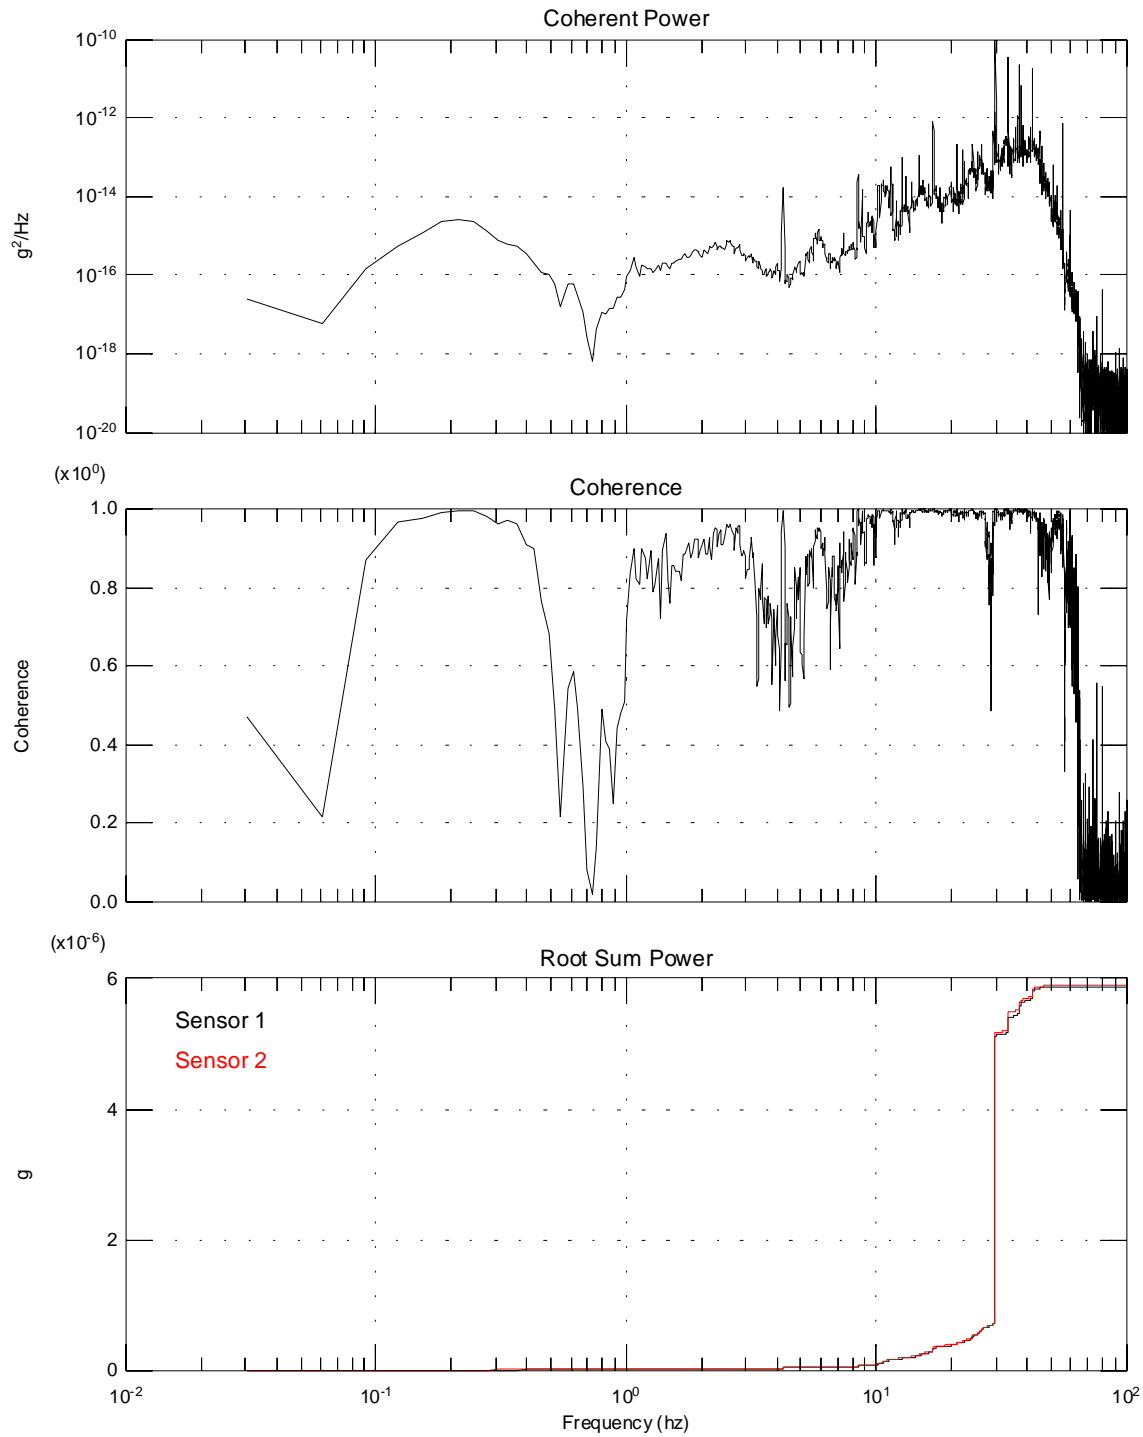 Coherent Power
10⁻¹⁰
10⁻¹²
10⁻¹⁴
10⁻¹⁶
10⁻¹⁸
10⁻²⁰
g²/Hz
(x10⁰)
Coherence
1.0
0.8
0.6
0.4
0.2
0.0
Coherence
(x10⁻⁶)
Root Sum Power
6
4
2
0
g
Sensor 1
Sensor 2
10⁻² 10⁻¹ 10⁰ 10¹ 10²
Frequency (hz)